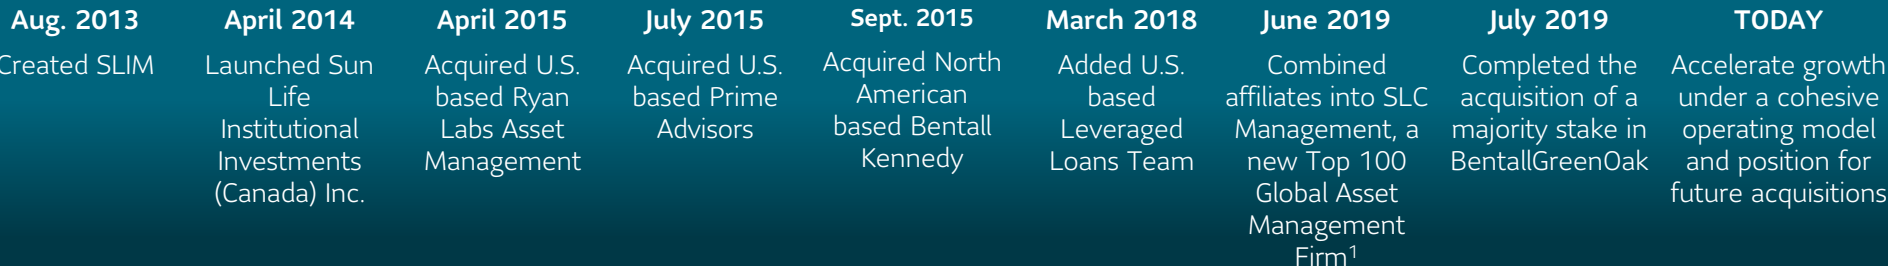 Aug. 2013
Created SLIM
April 2014
Launched Sun
Life
Institutional
Investments
(Canada) Inc.
April 2015
Acquired U.S.
based Ryan
Labs Asset
Management
July 2015
Acquired U.S.
based Prime
Advisors
Sept. 2015
Acquired North
American
based Bentall
Kennedy
March 2018
Added U.S.
based
Leveraged
Loans Team
June 2019
Combined
affiliates into SLC
Management, a
new Top 100
Global Asset
Management
Firm¹
July 2019
Completed the
acquisition of a
majority stake in
BentallGreenOak
TODAY
Accelerate growth
under a cohesive
operating model
and position for
future acquisitions